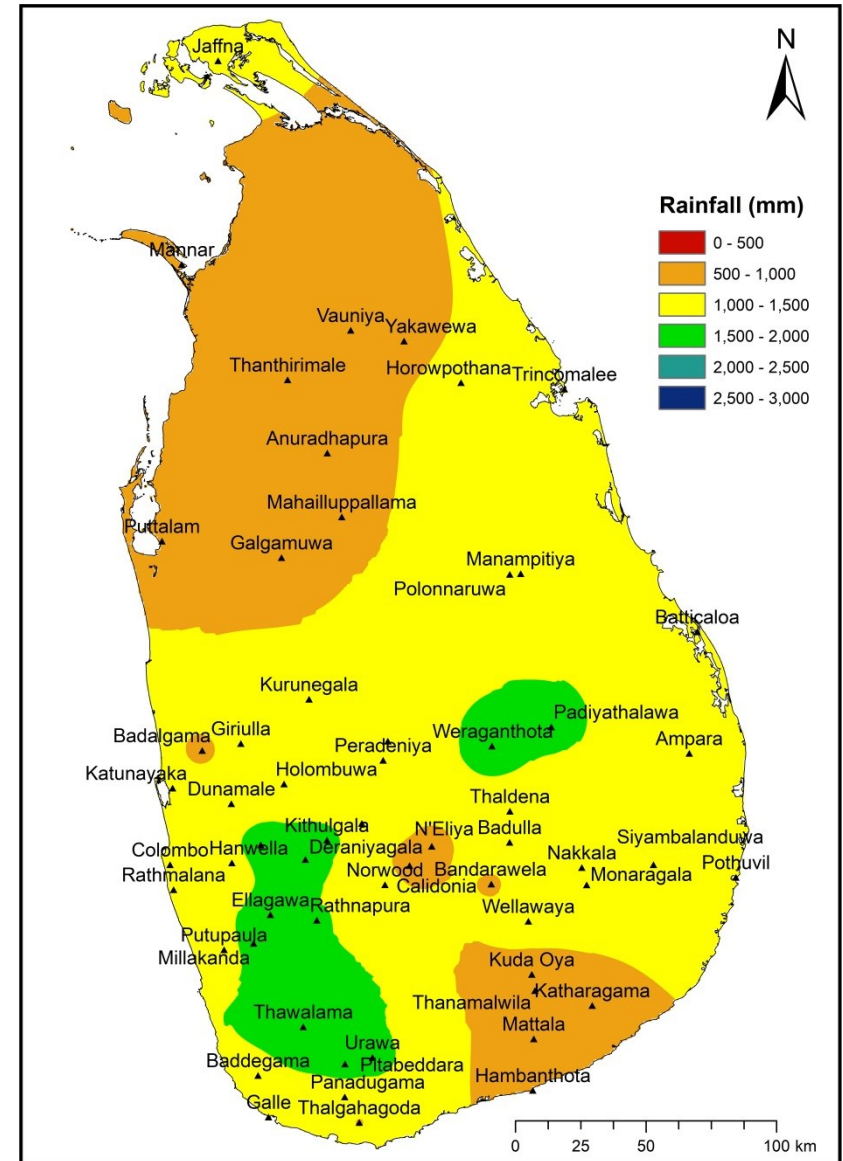 Jaffna
N
Rainfall (mm)
0 - 500
500 - 1,000
1,000 - 1,500
1,500 - 2,000
2,000 - 2,500
2,500 - 3,000
Mannar
Vauniya
Yakawewa
Thanthirimale
Horowpothana
Trincomalee
Anuradhapura
Mahailluppallama
Puttalam
Galgamuwa
Manampitiya
Polonnaruwa
Batticaloa
Kurunegala
Padiyathalawa
Badalgama
Giriulla
Weraganthota
Peradeniya
Ampara
Katunayaka
Holombuwa
Dunamale
Thaldena
Kithulgala
N'Eliya
Badulla
Siyambalanduwa
Colombo
Hanwella
Deraniyagala
Nakkala
Pothuvil
Rathmalana
Norwood
Bandarawela
Monaragala
Calidonia
Ellagawa
Rathnapura
Wellawaya
Putupaula
Millakanda
Kuda Oya
Thanamalwila
Katharagama
Thawalama
Mattala
Urawa
Baddegama
Pitabeddara
Panadugama
Hambanthota
Galle
Thalgahagoda
0 25 50 100 km